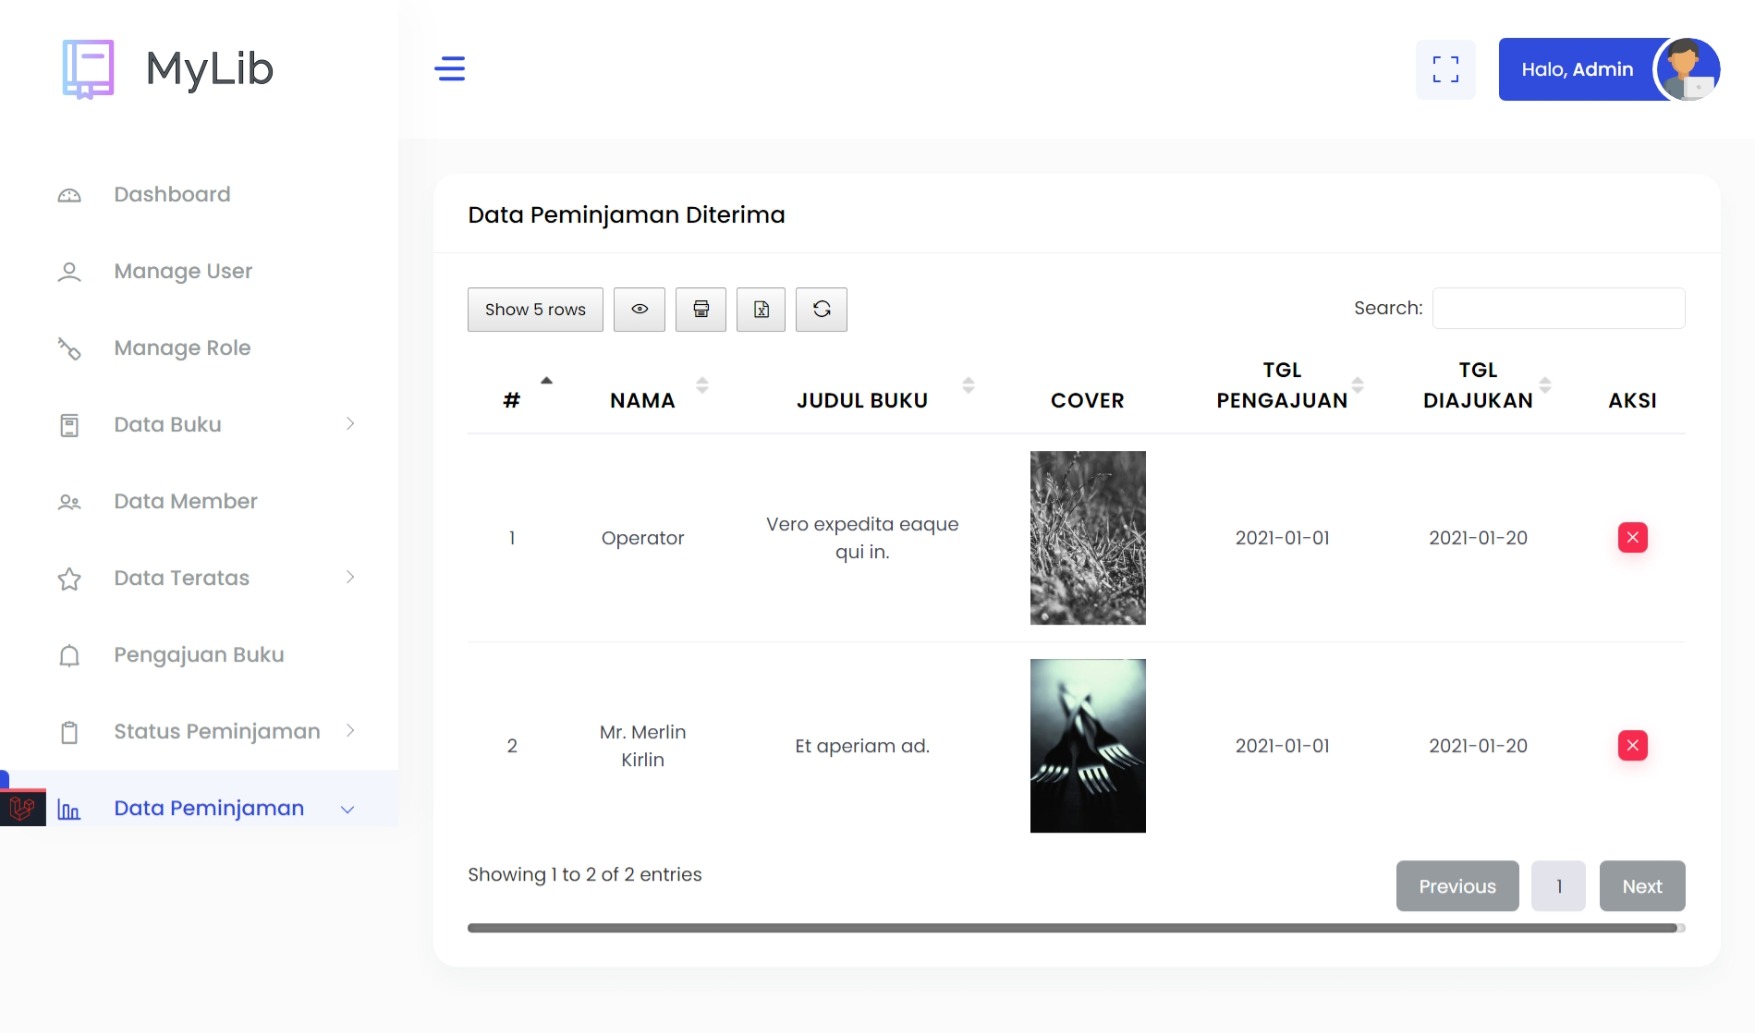 MyLib
Halo, Admin
Dashboard
Manage User
Manage Role
Data Buku
Data Member
Data Teratas
Pengajuan Buku
Status Peminjaman
Data Peminjaman
Data Peminjaman Diterima
Show 5 rows
Search:
# NAMA JUDUL BUKU COVER TGL PENGAJUAN TGL DIAJUKAN AKSI
1 Operator Vero expedita eaque qui in. 2021-01-01 2021-01-20
2 Mr. Merlin Kirlin Et aperiam ad. 2021-01-01 2021-01-20
Showing 1 to 2 of 2 entries
Previous 1 Next